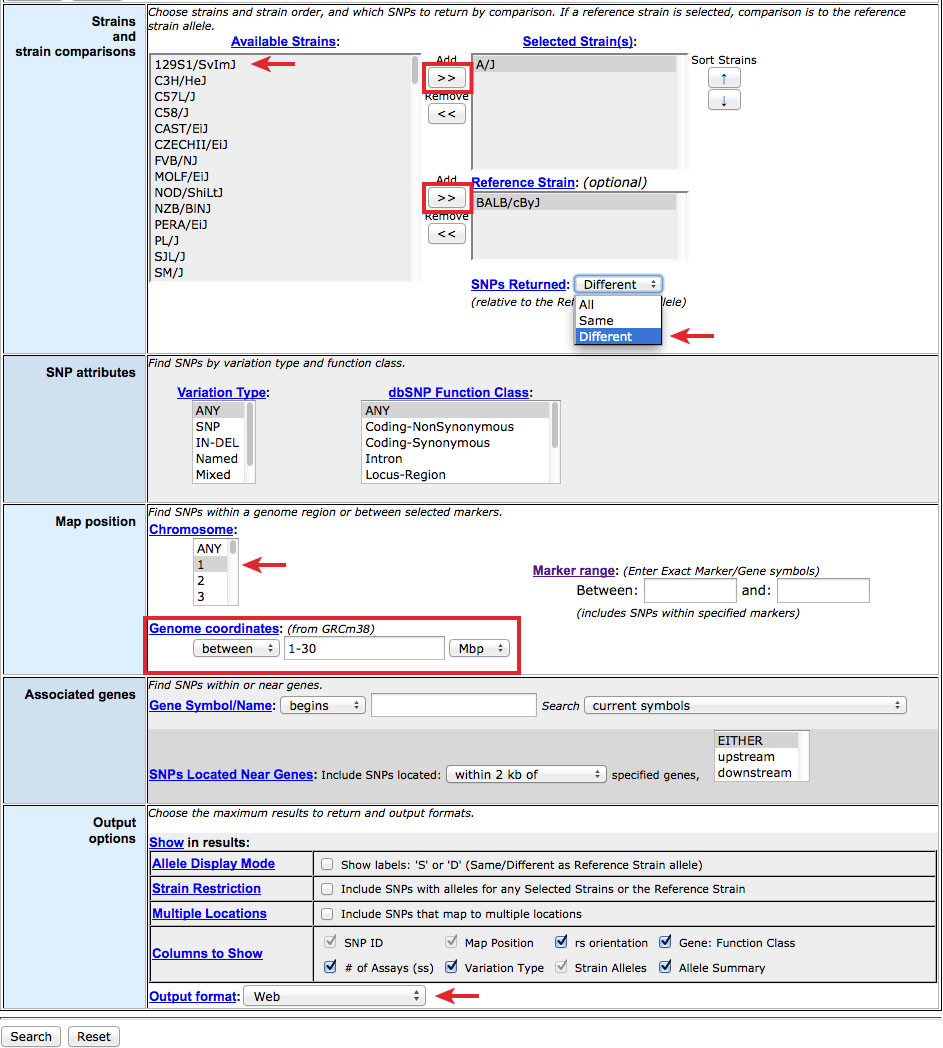 Strains
and
strain comparisons
Choose strains and strain order, and which SNPs to return by comparison. If a reference strain is selected, comparison is to the reference
strain allele.
Available Strains:
129S1/SvImJ
C3H/HeJ
C57L/J
C58/J
CAST/EiJ
CZECHII/EiJ
FVB/NJ
MOLF/EiJ
NOD/ShiLtJ
NZB/BlNJ
PERA/EiJ
PL/J
SJL/J
SM/J
Add
>>
Remove
<<
Selected Strain(s):
A/J
Sort Strains
↑
↓
Add
>>
Remove
<<
Reference Strain: (optional)
BALB/cByJ
SNPs Returned: Different
(relative to the Ref llele)
All
Same
Different
SNP attributes
Find SNPs by variation type and function class.
Variation Type:
ANY
SNP
IN-DEL
Named
Mixed
dbSNP Function Class:
ANY
Coding-NonSynonymous
Coding-Synonymous
Intron
Locus-Region
Map position
Find SNPs within a genome region or between selected markers.
Chromosome:
ANY
1
2
3
Marker range: (Enter Exact Marker/Gene symbols)
Between: and:
(includes SNPs within specified markers)
Genome coordinates: (from GRCm38)
between 1-30 Mbp
Associated genes
Find SNPs within or near genes.
Gene Symbol/Name: begins Search current symbols
SNPs Located Near Genes: Include SNPs located: within 2 kb of specified genes,
EITHER
upstream
downstream
Output
options
Choose the maximum results to return and output formats.
Show in results:
Allele Display Mode Show labels: 'S' or 'D' (Same/Different as Reference Strain allele)
Strain Restriction Include SNPs with alleles for any Selected Strains or the Reference Strain
Multiple Locations Include SNPs that map to multiple locations
Columns to Show
SNP ID Map Position rs orientation Gene: Function Class
# of Assays (ss) Variation Type Strain Alleles Allele Summary
Output format: Web
Search Reset